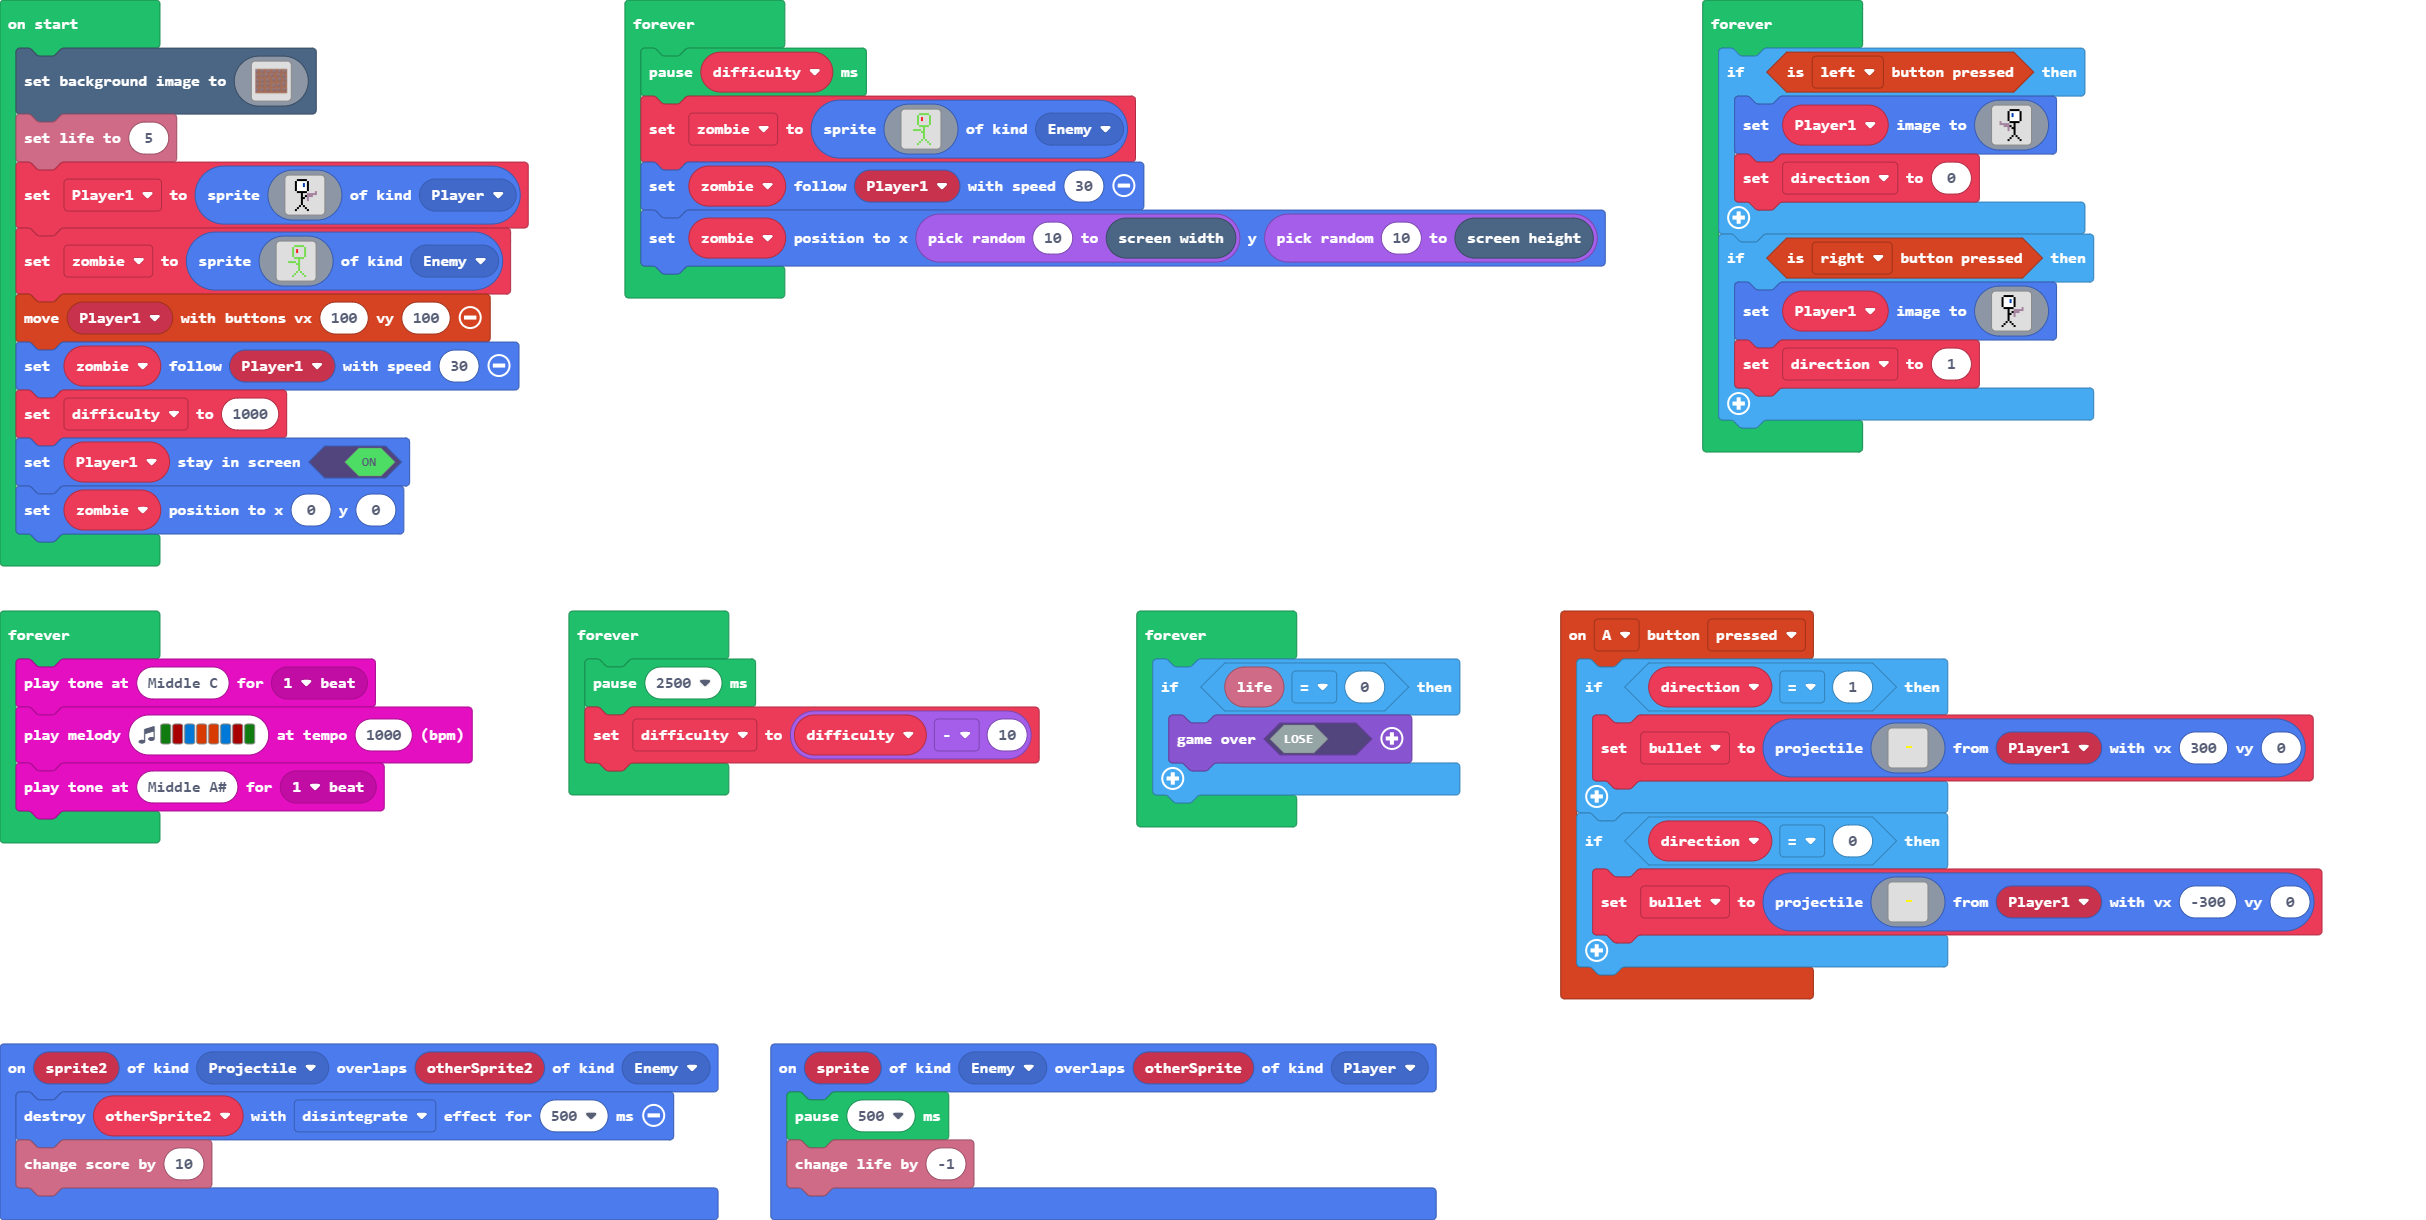 on start
set background image to
set life to 5
set Player1 to sprite of kind Player
set zombie to sprite of kind Enemy
move Player1 with buttons vx 100 vy 100
set zombie follow Player1 with speed 30
set difficulty to 1000
set Player1 stay in screen ON
set zombie position to x 0 y 0
forever
pause difficulty ms
set zombie to sprite of kind Enemy
set zombie follow Player1 with speed 30
set zombie position to x pick random 10 to screen width y pick random 10 to screen height
forever
if is left button pressed then
set Player1 image to
set direction to 0
if is right button pressed then
set Player1 image to
set direction to 1
forever
play tone at Middle C for 1 beat
play melody at tempo 1000 (bpm)
play tone at Middle A# for 1 beat
forever
pause 2500 ms
set difficulty to difficulty - 10
forever
if life = 0 then
game over LOSE
on A button pressed
if direction = 1 then
set bullet to projectile from Player1 with vx 300 vy 0
if direction = 0 then
set bullet to projectile from Player1 with vx -300 vy 0
on sprite2 of kind Projectile overlaps otherSprite2 of kind Enemy
destroy otherSprite2 with disintegrate effect for 500 ms
change score by 10
on sprite of kind Enemy overlaps otherSprite of kind Player
pause 500 ms
change life by -1